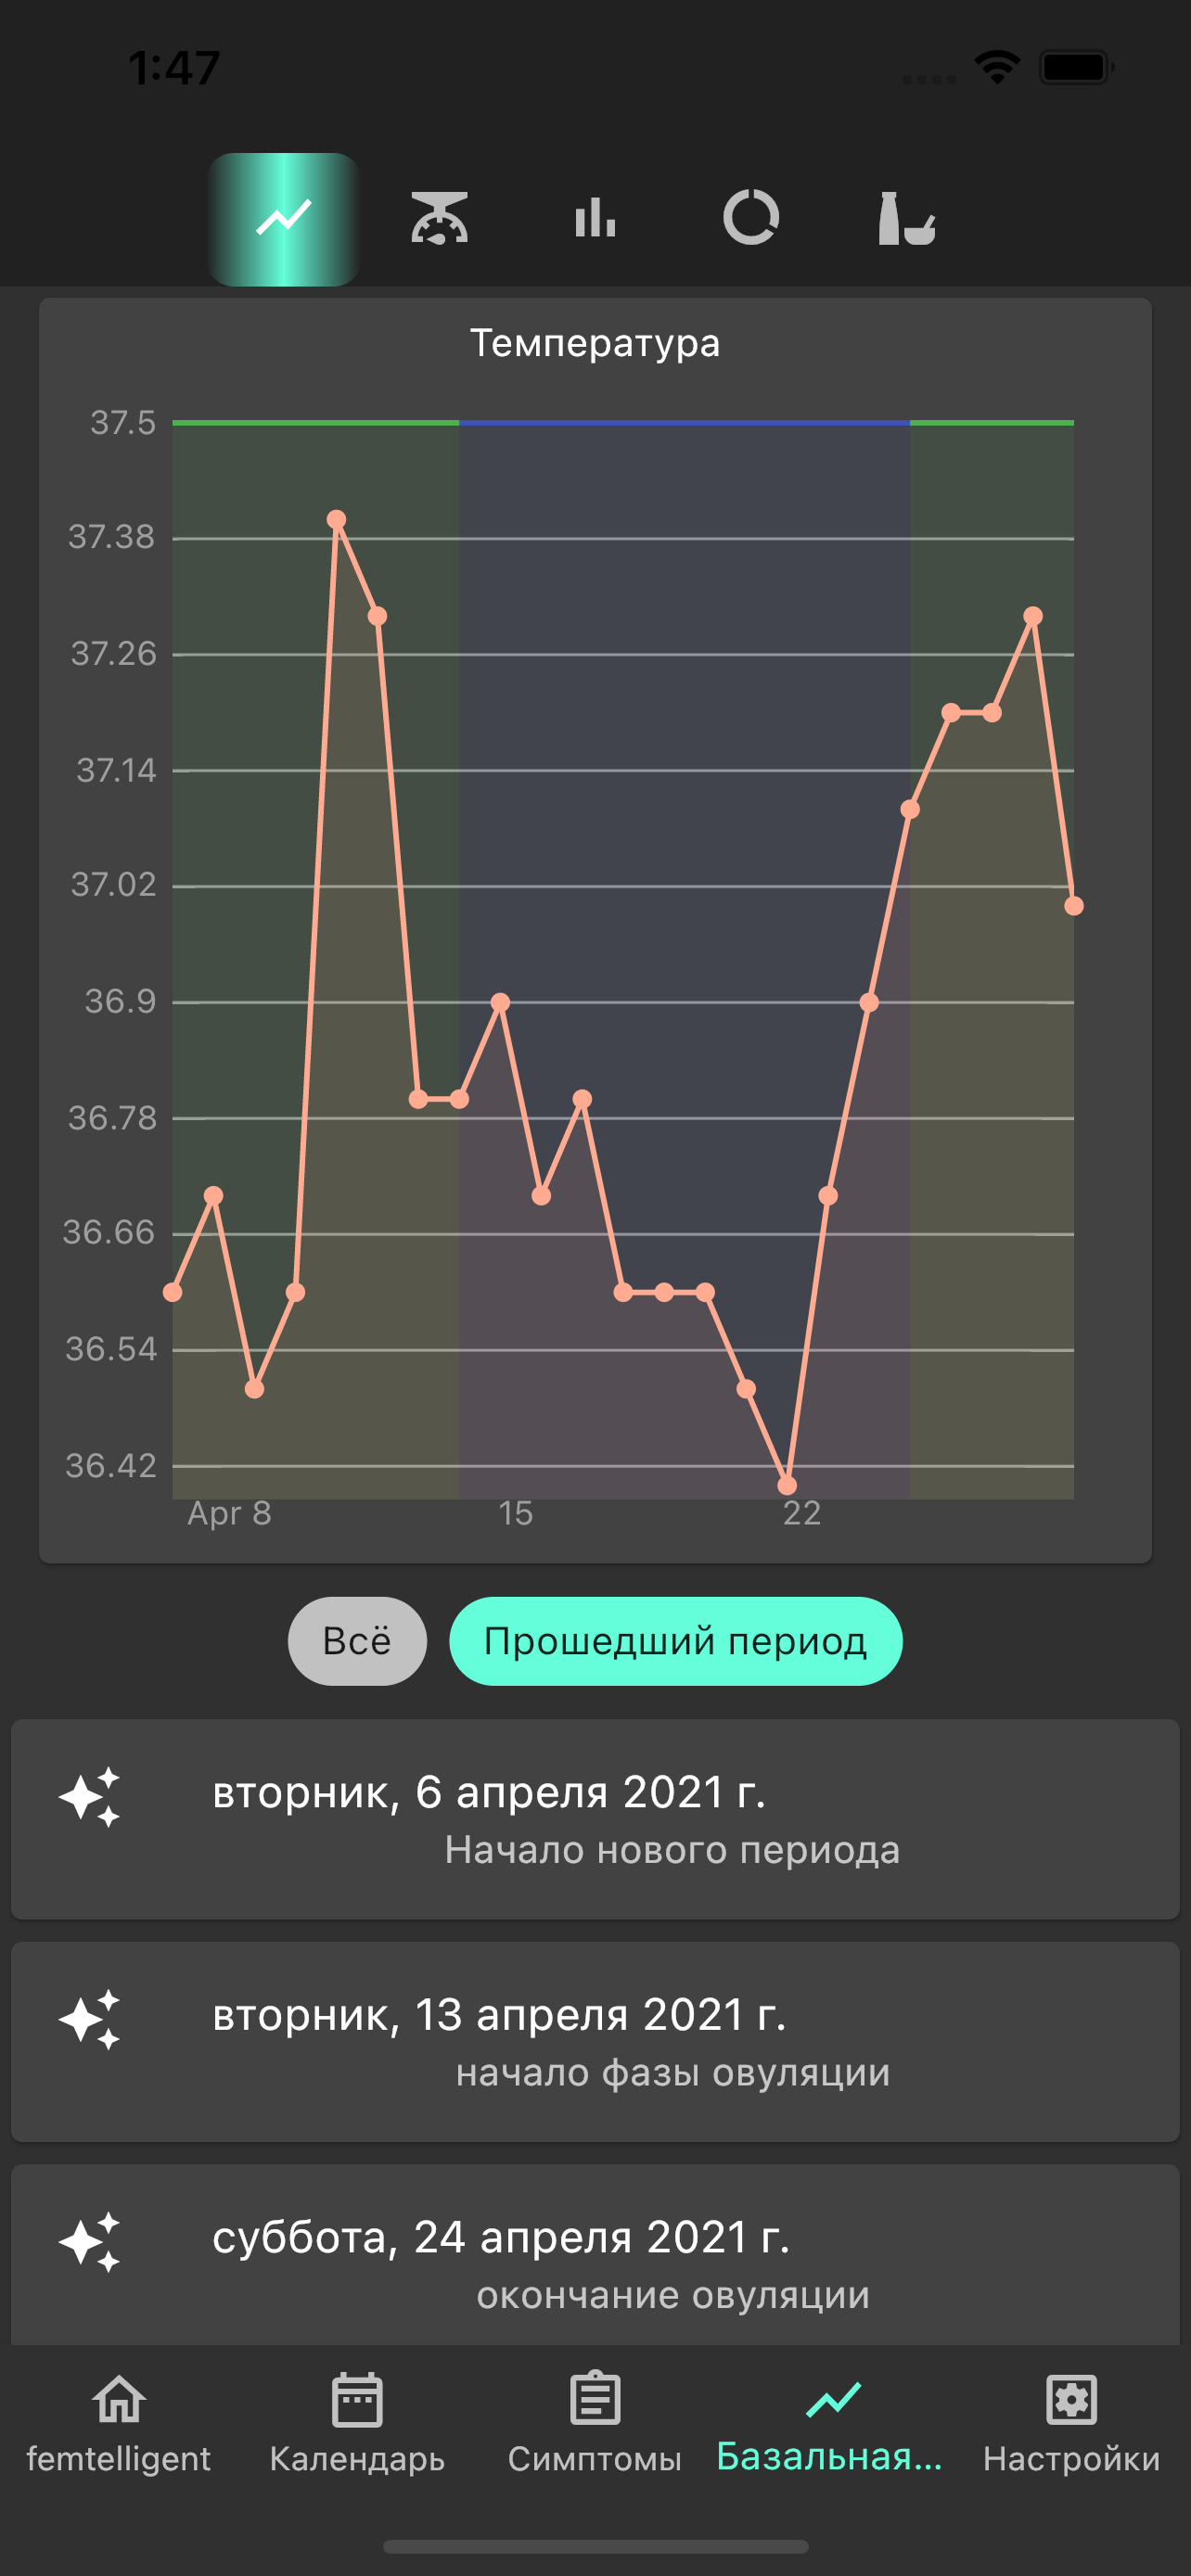 1:47
Температура
37.5
37.38
37.26
37.14
37.02
36.9
36.78
36.66
36.54
36.42
Apr 8 15 22
Всё Прошедший период
вторник, 6 апреля 2021 г.
Начало нового периода
вторник, 13 апреля 2021 г.
начало фазы овуляции
суббота, 24 апреля 2021 г.
окончание овуляции
femtelligent Календарь Симптомы Базальная... Настройки